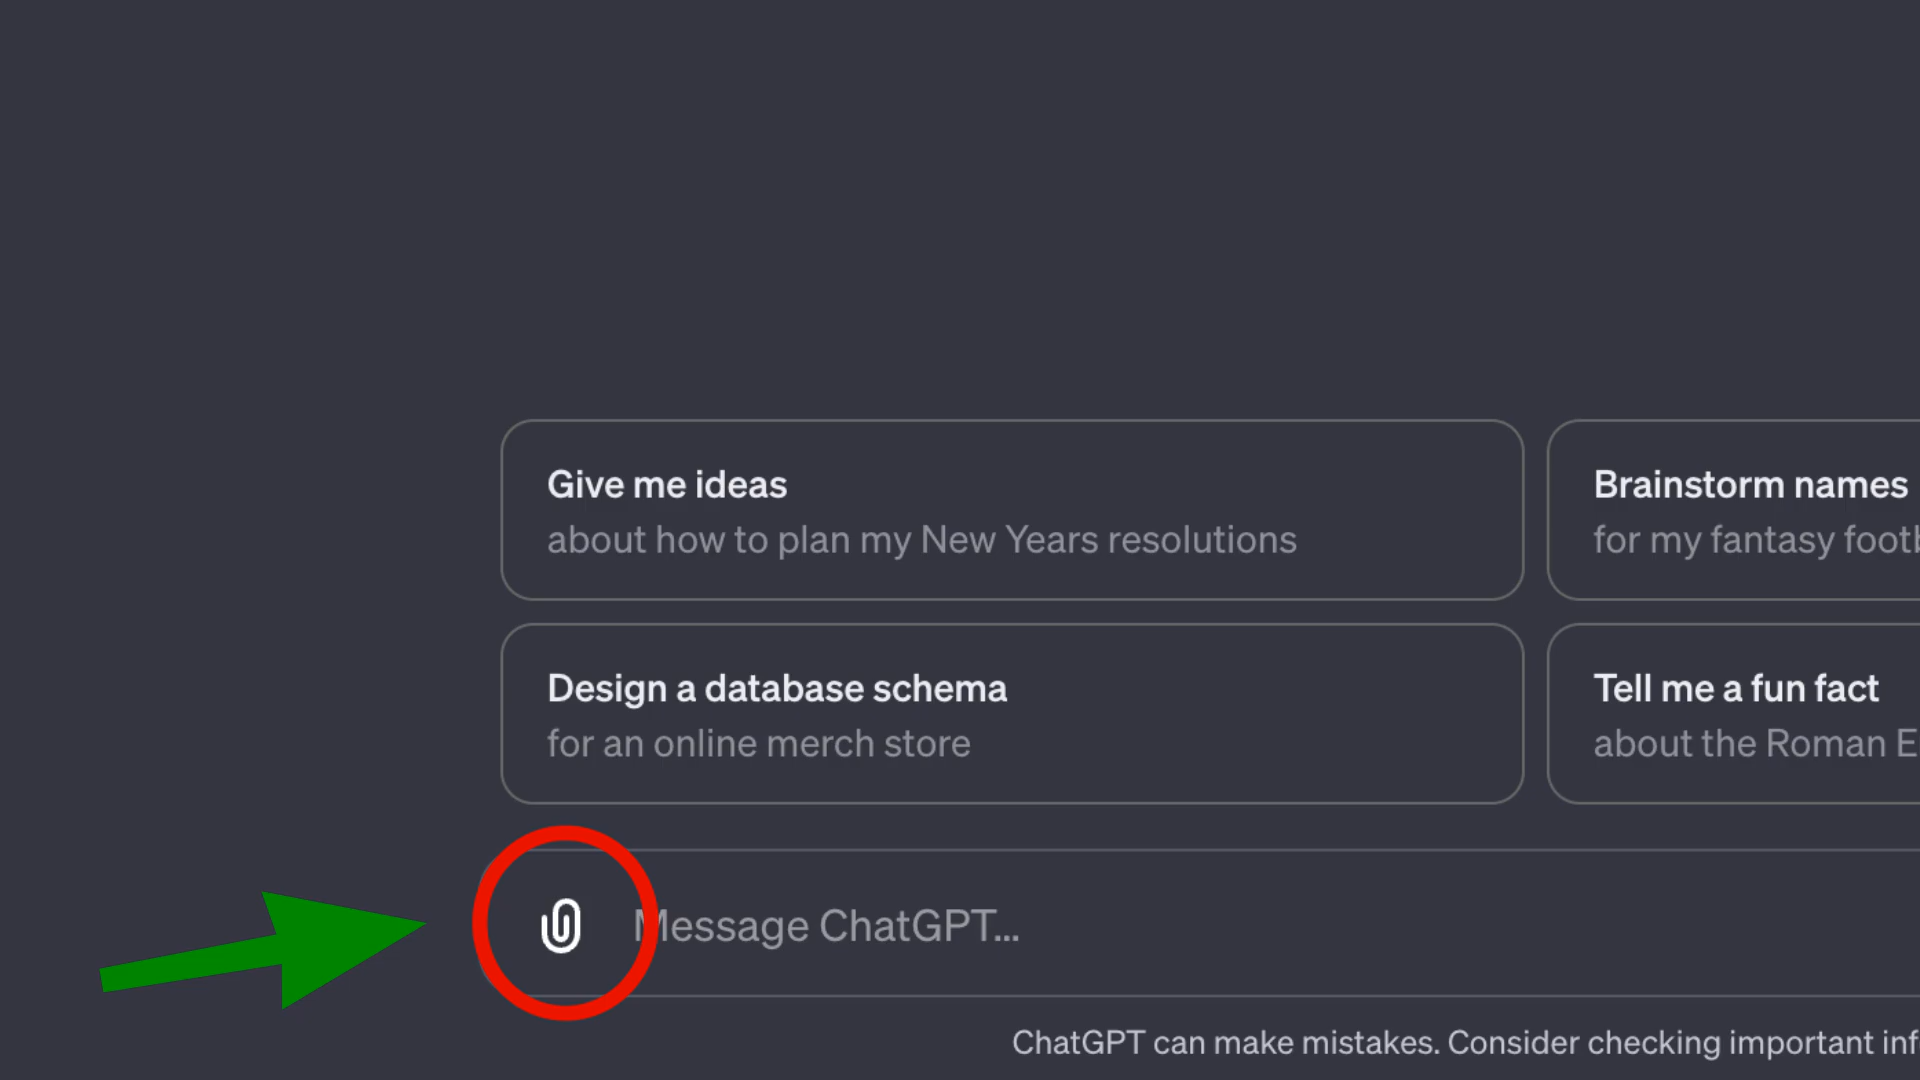 Give me ideas
about how to plan my New Years resolutions
Brainstorm names
for my fantasy footb
Design a database schema
for an online merch store
Tell me a fun fact
about the Roman E
Message ChatGPT...
ChatGPT can make mistakes. Consider checking important inf